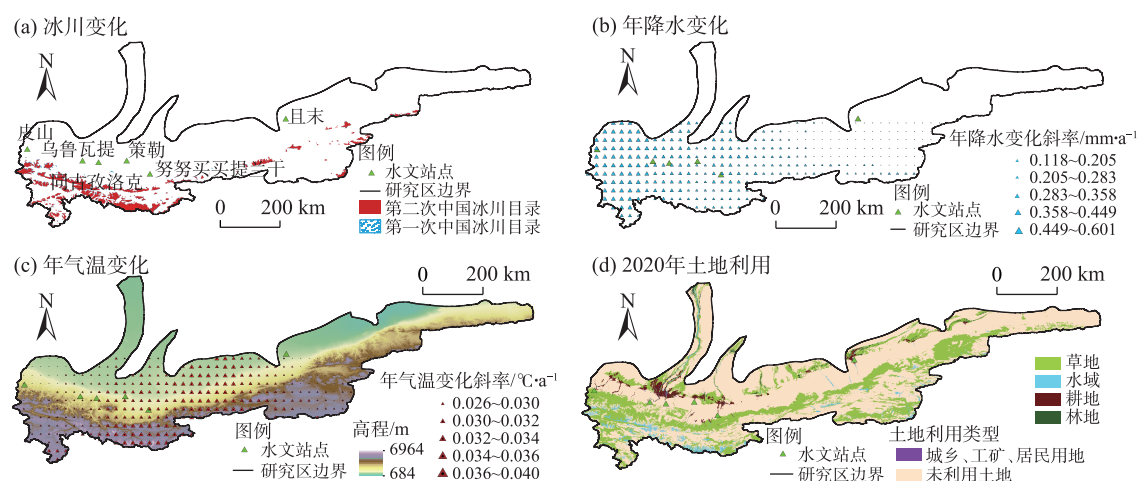 (a) 冰川变化
N
且末
皮山
乌鲁瓦提 策勒
努努买买提兰干
同古孜洛克
0 200 km
图例
水文站点
研究区边界
第二次中国冰川目录
第一次中国冰川目录
(b) 年降水变化
N
年降水变化斜率/mm·a⁻¹
0.118~0.205
0.205~0.283
0.283~0.358
0.358~0.449
0.449~0.601
图例
水文站点
研究区边界
0 200 km
(c) 年气温变化
N
0 200 km
年气温变化斜率/℃·a⁻¹
0.026~0.030
0.030~0.032
0.032~0.034
0.034~0.036
0.036~0.040
图例
水文站点
研究区边界
高程/m
6964
684
(d) 2020年土地利用
N
0 200 km
草地
水域
耕地
林地
图例
水文站点
研究区边界
土地利用类型
城乡、工矿、居民用地
未利用土地